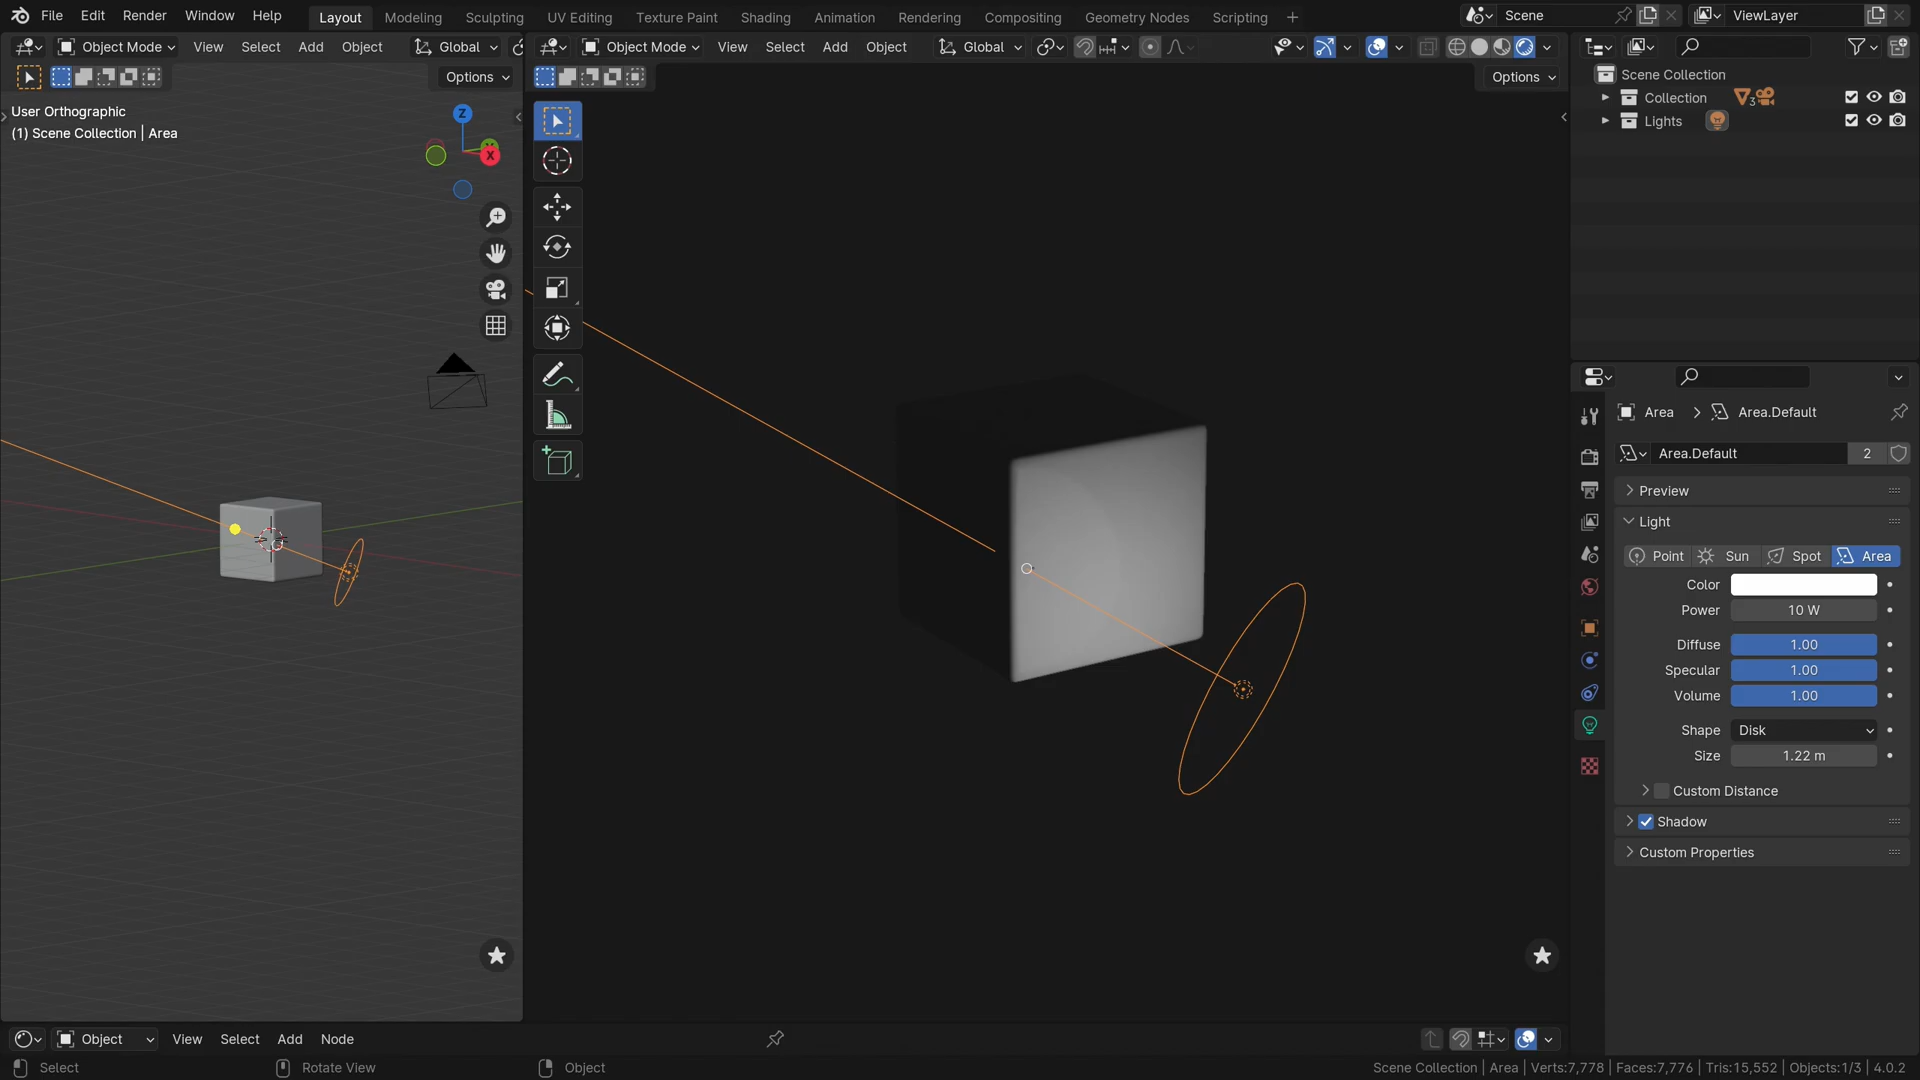 File Edit Render Window Help Layout Modeling Sculpting UV Editing Texture Paint Shading Animation Rendering Compositing Geometry Nodes Scripting Scene ViewLayer
Object Mode View Select Add Object Global Object Mode View Select Add Object Global
Options Options
User Orthographic
(1) Scene Collection | Area
Z
X
Scene Collection
Collection 3
Lights
Area > Area.Default
Area.Default 2
Preview
Light
Point Sun Spot Area
Color
Power 10 W
Diffuse 1.00
Specular 1.00
Volume 1.00
Shape Disk
Size 1.22 m
Custom Distance
Shadow
Custom Properties
Object View Select Add Node
Select Rotate View Object Scene Collection | Area | Verts:7,778 | Faces:7,776 | Tris:15,552 | Objects:1/3 | 4.0.2